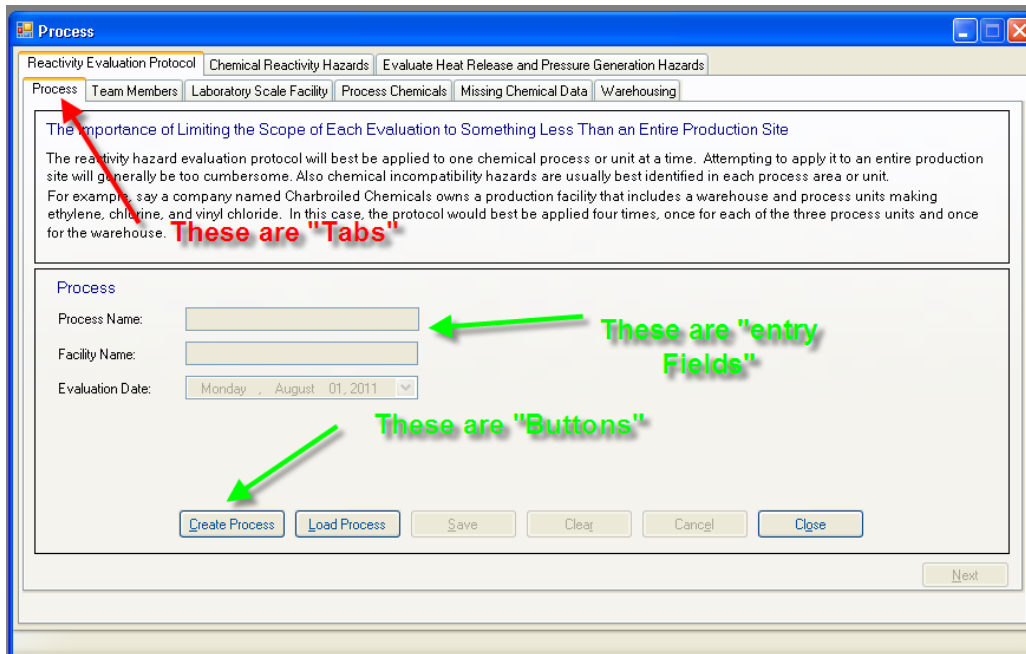 Process
Reactivity Evaluation Protocol Chemical Reactivity Hazards Evaluate Heat Release and Pressure Generation Hazards
Process Team Members Laboratory Scale Facility Process Chemicals Missing Chemical Data Warehousing
The Importance of Limiting the Scope of Each Evaluation to Something Less Than an Entire Production Site
The reactivity hazard evaluation protocol will best be applied to one chemical process or unit at a time. Attempting to apply it to an entire production
site will generally be too cumbersome. Also chemical incompatibility hazards are usually best identified in each process area or unit.
For example, say a company named Charbroiled Chemicals owns a production facility that includes a warehouse and process units making
ethylene, chlorine, and vinyl chloride. In this case, the protocol would best be applied four times, once for each of the three process units and once
for the warehouse.
These are "Tabs"
Process
Process Name:
These are "entry
Fields"
Facility Name:
Evaluation Date: Monday , August 01, 2011
These are "Buttons"
Create Process Load Process Save Clear Cancel Close
Next